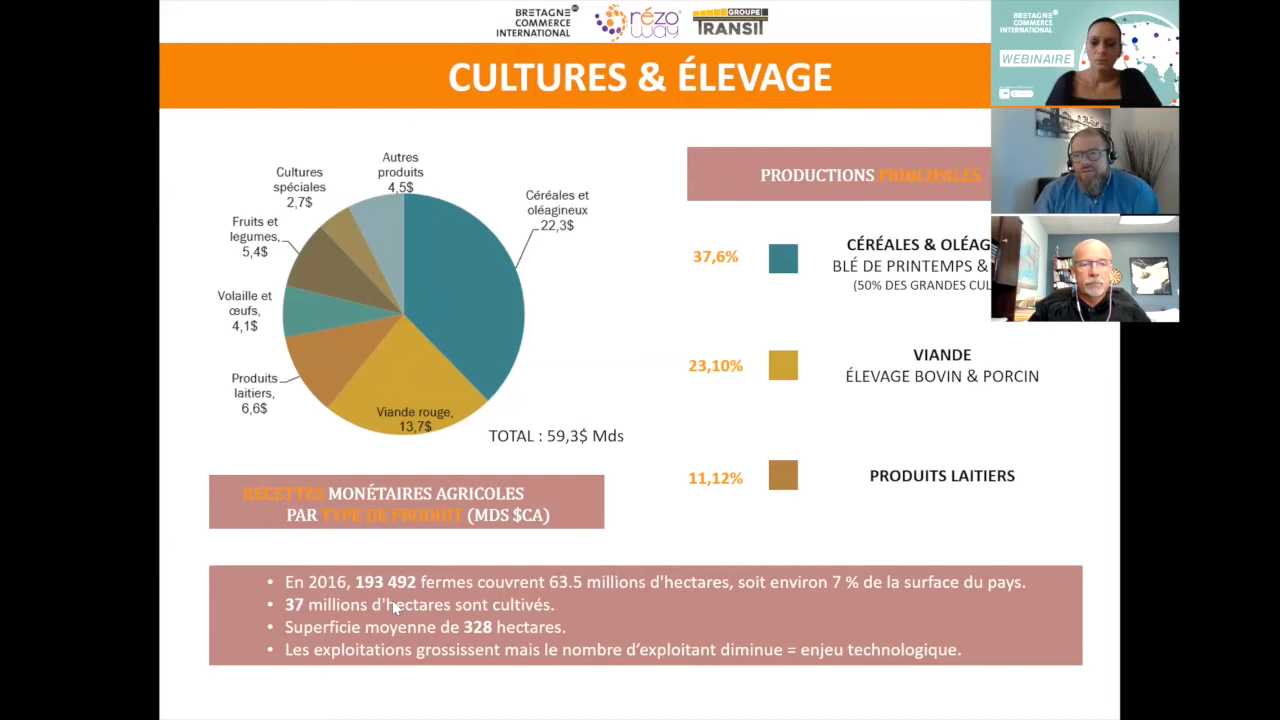 BRETAGNE
COMMERCE
INTERNATIONAL
rézo
way
GROUPE
TRANSIT
BRETAGNE
COMMERCE
INTERNATIONAL
WEBINAIRE
CULTURES & ÉLEVAGE
Autres
produits
4,5$
Cultures
spéciales
2,7$
Céréales et
oléagineux
22,3$
Fruits et
legumes,
5,4$
Volaille et
œufs,
4,1$
Produits
laitiers,
6,6$
Viande rouge,
13,7$
TOTAL : 59,3$ Mds
PRODUCTIONS PRINCIPALES
37,6%
CÉRÉALES & OLÉAG
BLÉ DE PRINTEMPS &
(50% DES GRANDES CUL
23,10%
VIANDE
ÉLEVAGE BOVIN & PORCIN
11,12%
PRODUITS LAITIERS
RECETTES MONÉTAIRES AGRICOLES
PAR TYPE DE PRODUIT (MDS $CA)
• En 2016, 193 492 fermes couvrent 63.5 millions d'hectares, soit environ 7 % de la surface du pays.
• 37 millions d'hectares sont cultivés.
• Superficie moyenne de 328 hectares.
• Les exploitations grossissent mais le nombre d'exploitant diminue = enjeu technologique.